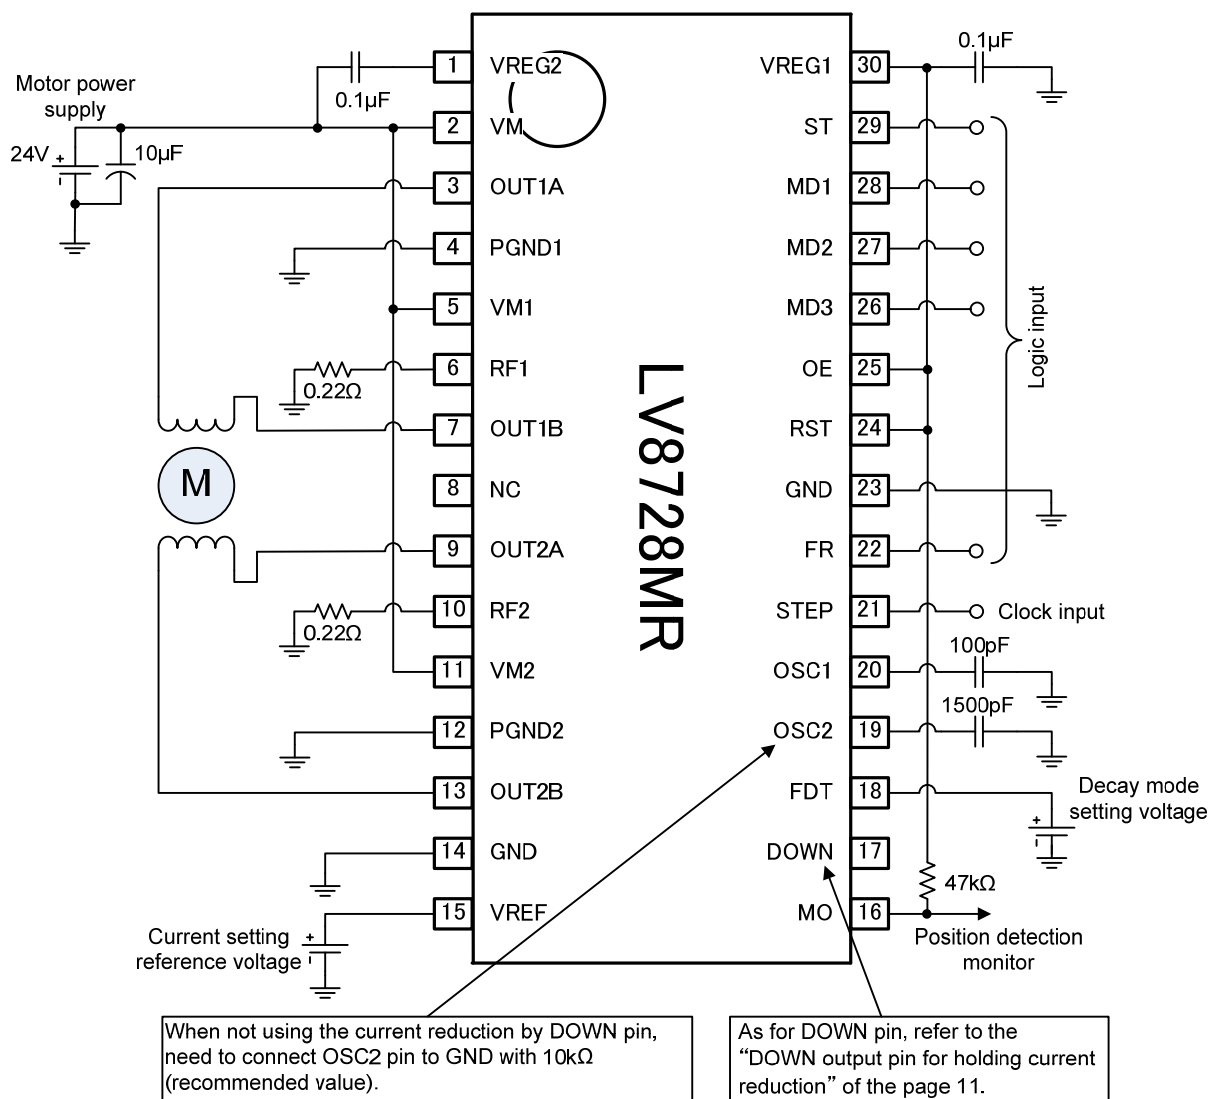 Motor power
supply
24V
+
-
10µF
0.1µF
1 VREG2
2 VM
3 OUT1A
4 PGND1
5 VM1
6 RF1
0.22Ω
7 OUT1B
8 NC
9 OUT2A
10 RF2
0.22Ω
11 VM2
12 PGND2
13 OUT2B
14 GND
15 VREF
M
Current setting
reference voltage
+
-
LV8728MR
VREG1 30
0.1µF
ST 29
MD1 28
MD2 27
MD3 26
OE 25
RST 24
GND 23
FR 22
Logic input
STEP 21
Clock input
OSC1 20
100pF
OSC2 19
1500pF
FDT 18
Decay mode
setting voltage
+
-
DOWN 17
47kΩ
MO 16
Position detection
monitor
When not using the current reduction by DOWN pin,
need to connect OSC2 pin to GND with 10kΩ
(recommended value).
As for DOWN pin, refer to the
“DOWN output pin for holding current
reduction” of the page 11.